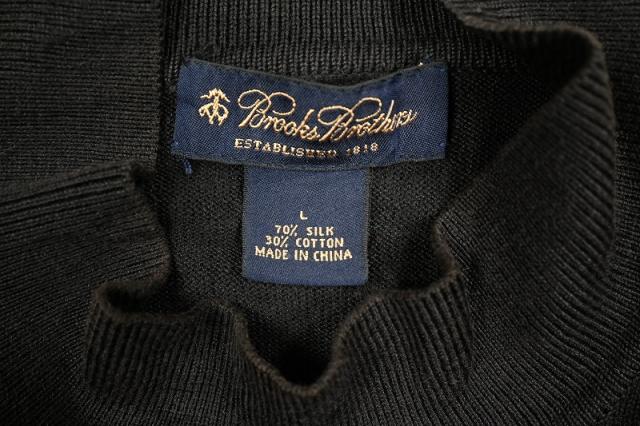 Brooks Brothers
ESTABLISHED 1818
L
70% SILK
30% COTTON
MADE IN CHINA